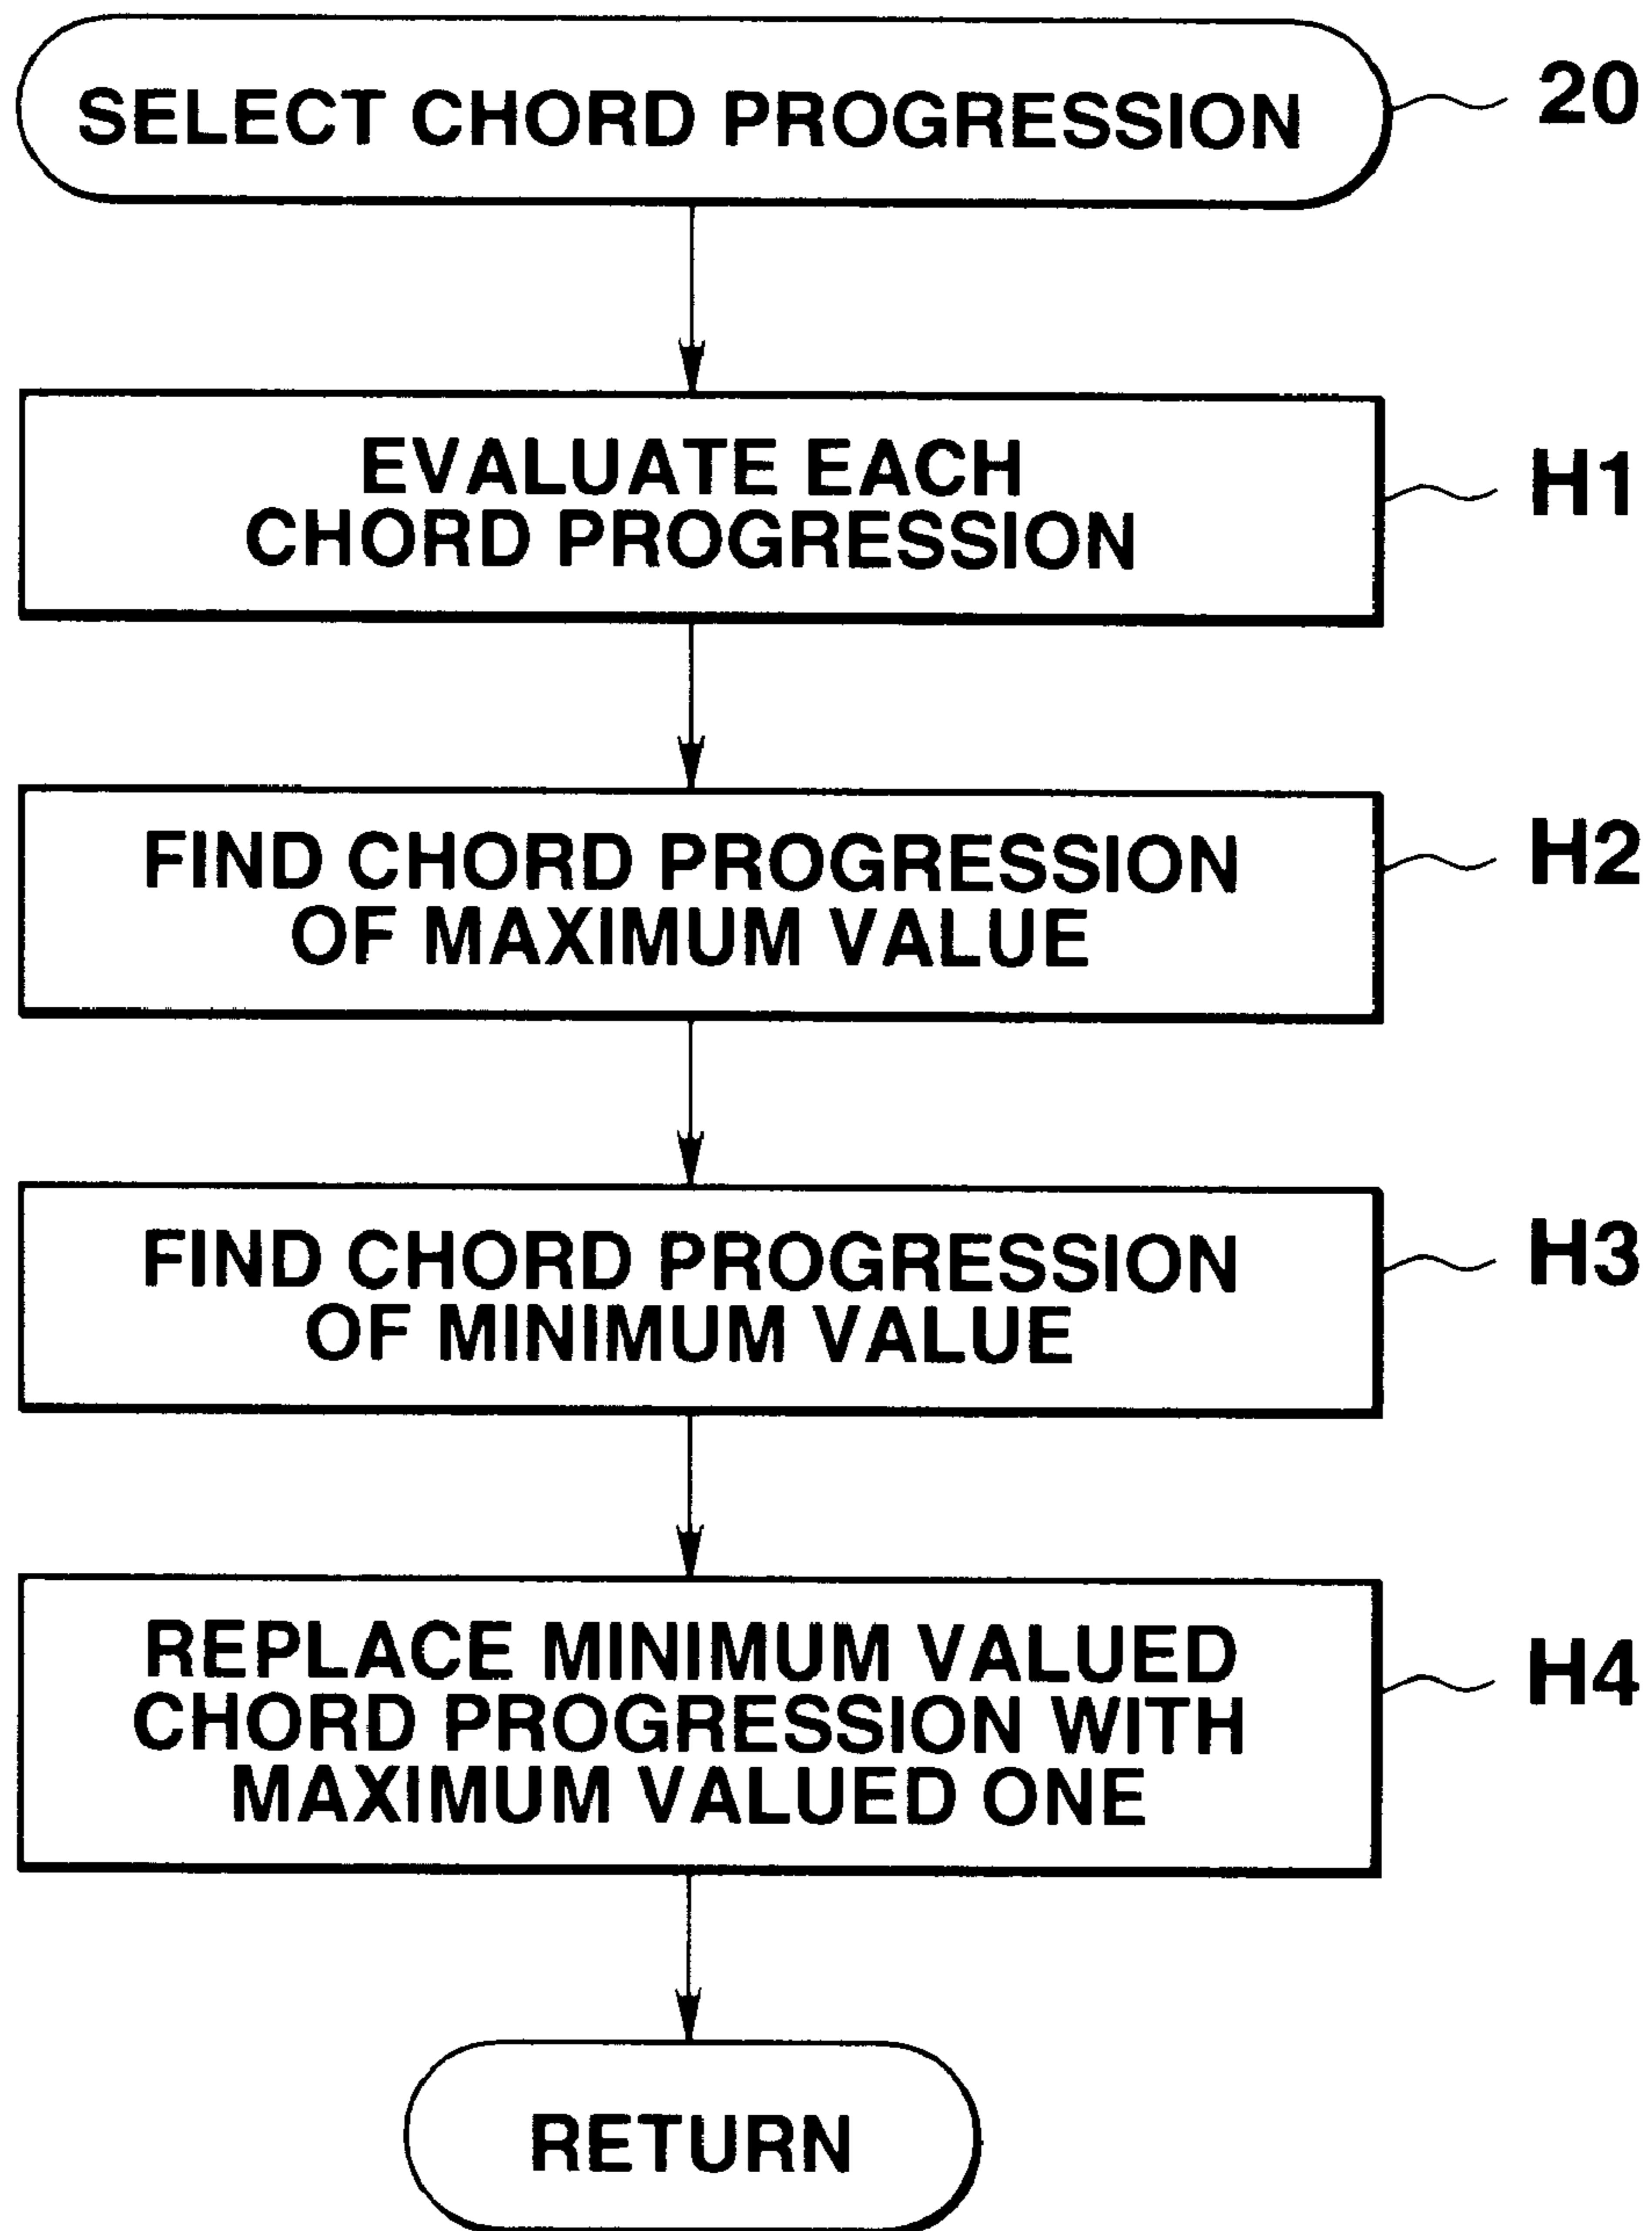 SELECT CHORD PROGRESSION
20
EVALUATE EACH
CHORD PROGRESSION
H1
FIND CHORD PROGRESSION
OF MAXIMUM VALUE
H2
FIND CHORD PROGRESSION
OF MINIMUM VALUE
H3
REPLACE MINIMUM VALUED
CHORD PROGRESSION WITH
MAXIMUM VALUED ONE
H4
RETURN